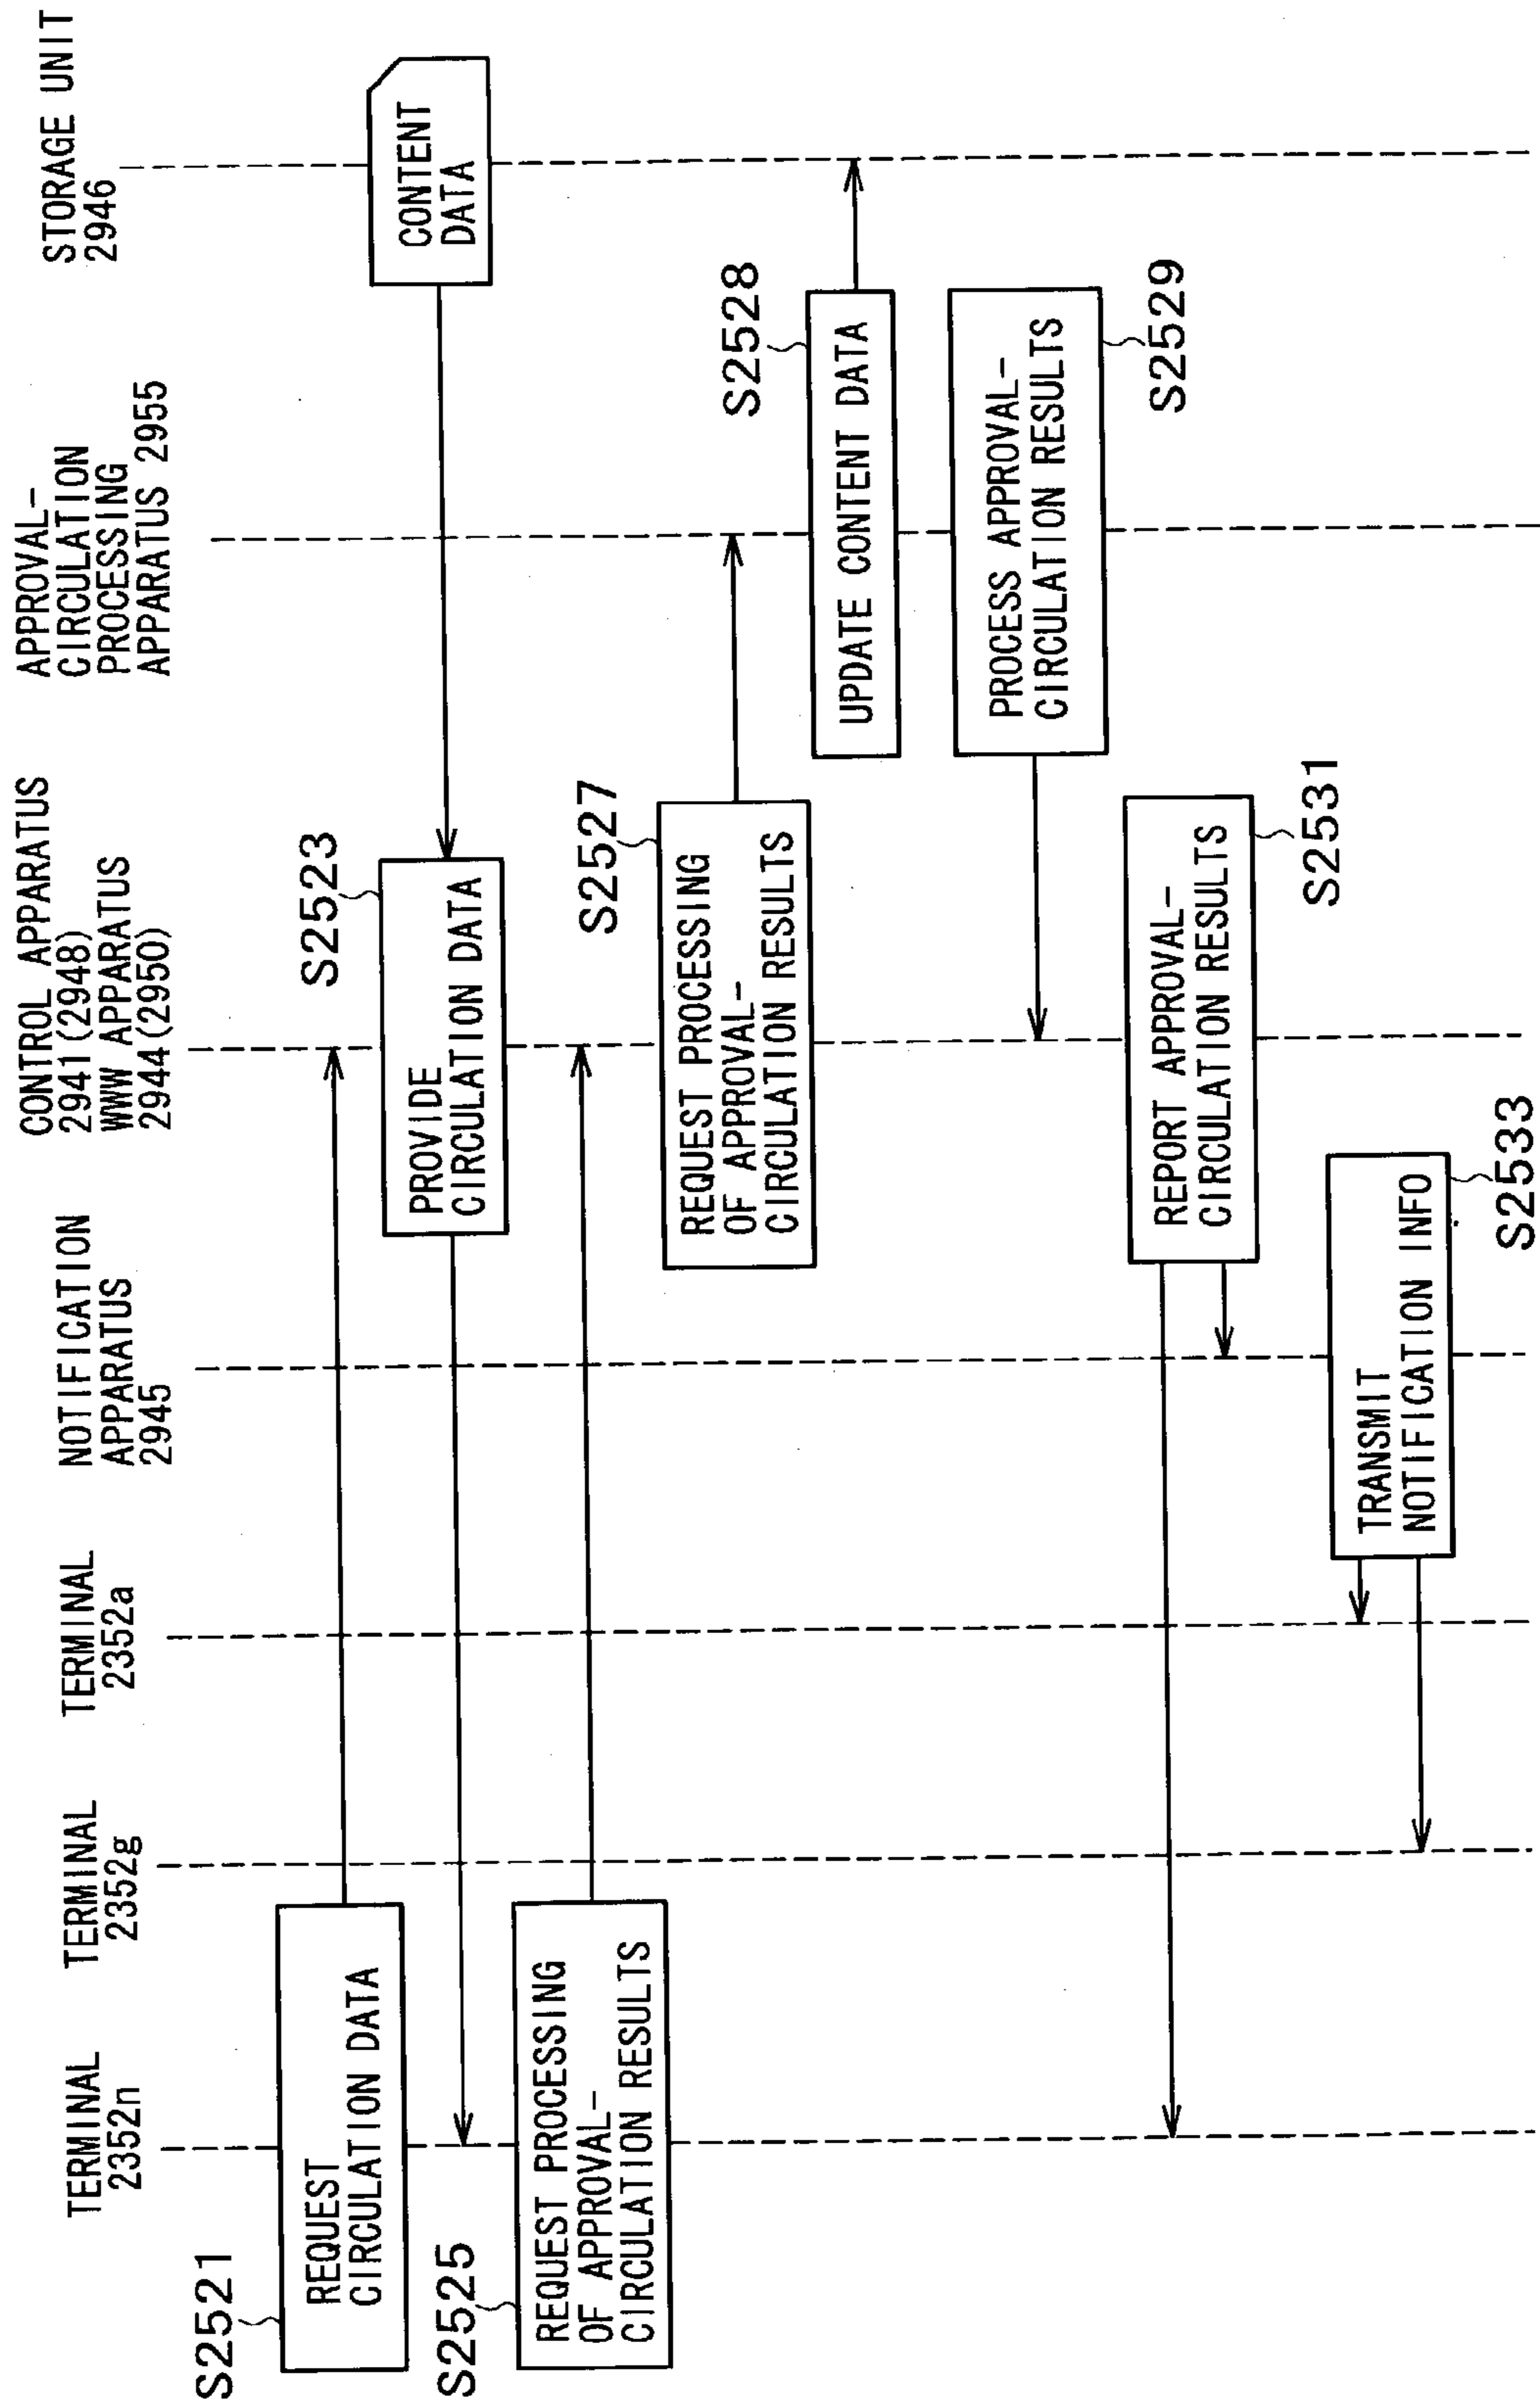 TERMINAL
2352n
TERMINAL
2352g
TERMINAL
2352a
NOTIFICATION
APPARATUS
2945
CONTROL APPARATUS
2941(2948)
WWW APPARATUS
2944(2950)
APPROVAL-
CIRCULATION
PROCESSING
APPARATUS 2955
STORAGE UNIT
2946
S2521
REQUEST
CIRCULATION DATA
S2523
PROVIDE
CIRCULATION DATA
CONTENT
DATA
S2525
REQUEST PROCESSING
OF APPROVAL-
CIRCULATION RESULTS
S2527
REQUEST PROCESSING
OF APPROVAL-
CIRCULATION RESULTS
S2528
UPDATE CONTENT DATA
PROCESS APPROVAL-
CIRCULATION RESULTS
S2529
REPORT APPROVAL-
CIRCULATION RESULTS
S2531
TRANSMIT
NOTIFICATION INFO
S2533